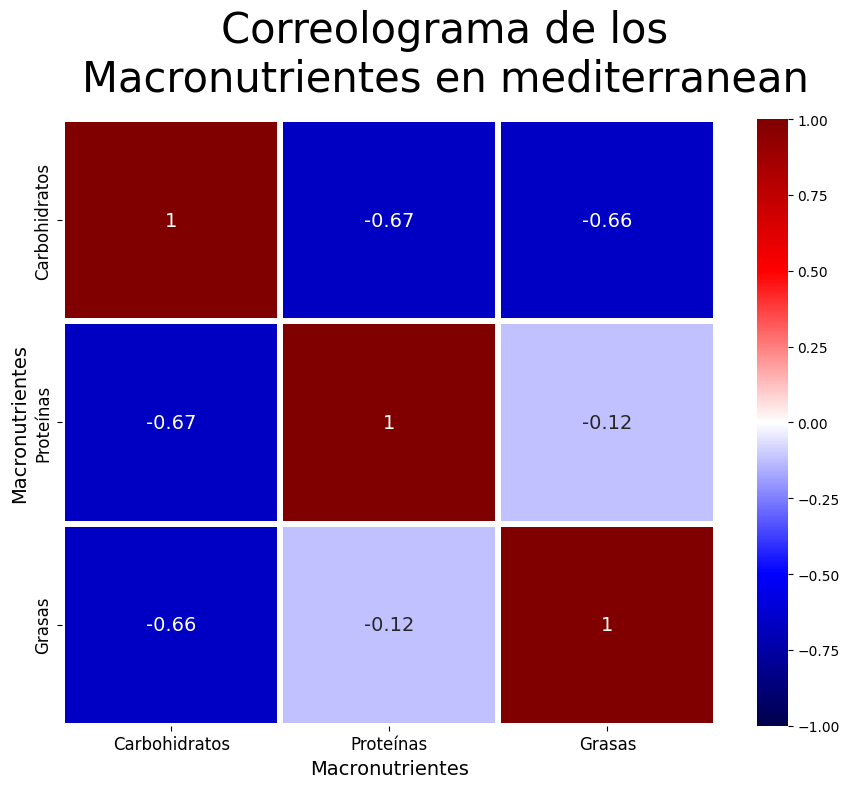 Correolograma de los
Macronutrientes en mediterranean
Macronutrientes
Carbohidratos
Proteínas
Grasas
1
-0.67
-0.66
-0.67
1
-0.12
-0.66
-0.12
1
Carbohidratos
Proteínas
Grasas
Macronutrientes
1.00
0.75
0.50
0.25
0.00
−0.25
−0.50
−0.75
−1.00